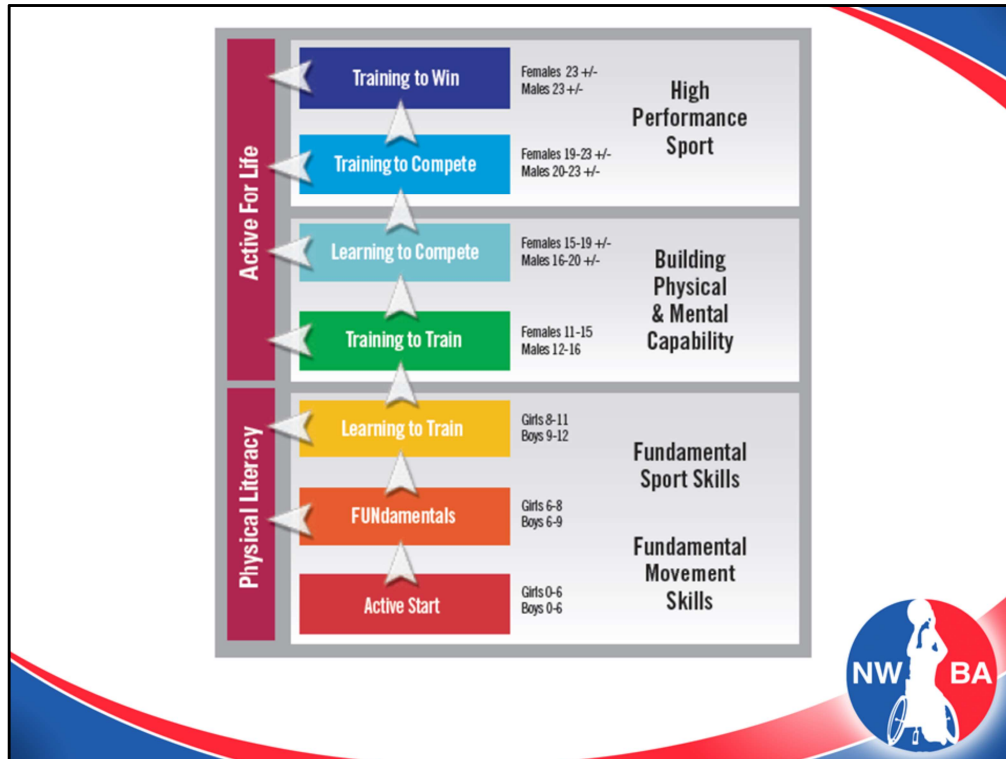 Active For Life
Training to Win
Females 23 +/-
Males 23 +/-
High
Performance
Sport
Training to Compete
Females 19-23 +/-
Males 20-23 +/-
Learning to Compete
Females 15-19 +/-
Males 16-20 +/-
Building
Physical
& Mental
Capability
Training to Train
Females 11-15
Males 12-16
Physical Literacy
Learning to Train
Girls 8-11
Boys 9-12
Fundamental
Sport Skills
FUNdamentals
Girls 6-8
Boys 6-9
Fundamental
Movement
Skills
Active Start
Girls 0-6
Boys 0-6
NW BA